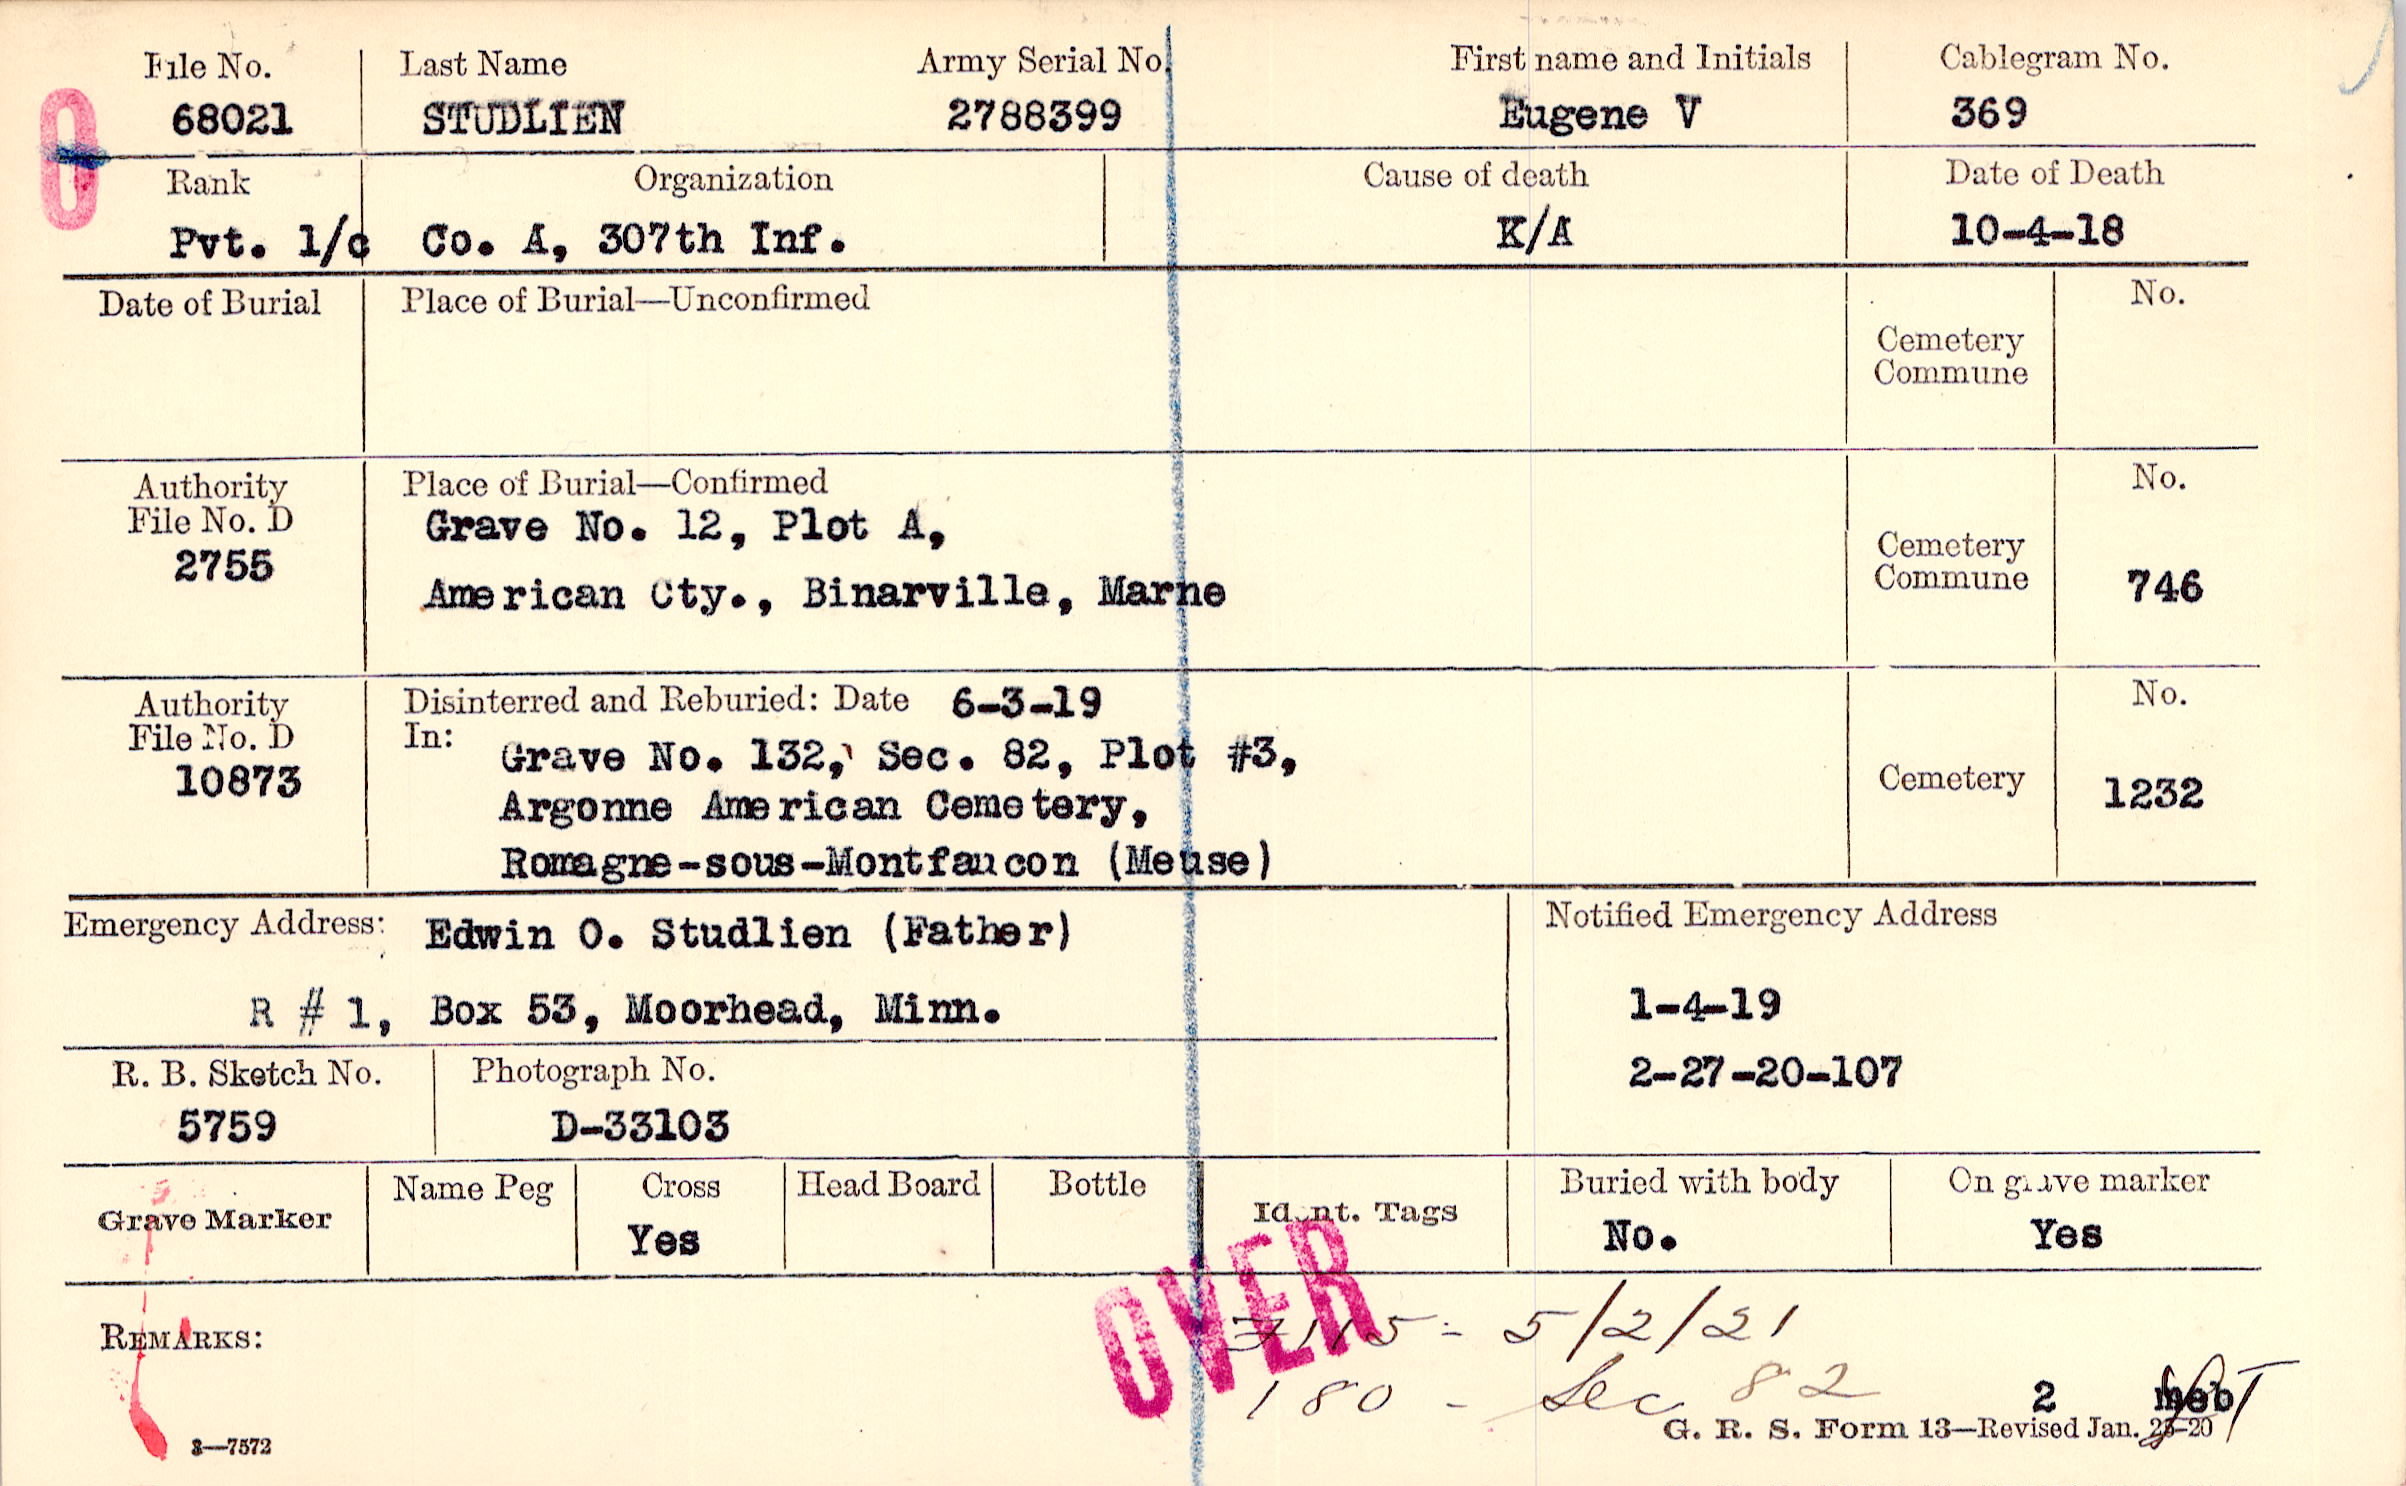 File No. Last Name Army Serial No. First name and Initials Cablegram No.
68021 STUDLIEN 2788399 Eugene V 369
Rank Organization Cause of death Date of Death
Pvt. 1/c Co. A, 307th Inf. K/A 10-4-18
Date of Burial Place of Burial—Unconfirmed No.
Cemetery
Commune
Authority Place of Burial—Confirmed No.
File No. D Grave No. 12, Plot A,
2755 Cemetery
American Cty., Binarville, Marne Commune 746
Authority Disinterred and Reburied: Date 6-3-19 No.
File No. D In: Grave No. 132, Sec. 82, Plot #3,
10873 Argonne American Cemetery, Cemetery 1232
Romagne-sous-Montfaucon (Meuse)
Emergency Address: Edwin O. Studlien (Father) Notified Emergency Address
R # 1, Box 53, Moorhead, Minn. 1-4-19
R. B. Sketch No. Photograph No. 2-27-20-107
5759 D-33103
Grave Marker Name Peg Cross Head Board Bottle Ident. Tags Buried with body On grave marker
Yes No. Yes
OVER
REMARKS: 5/2/21
180 - Sec 82 2
3—7572 G. R. S. Form 13—Revised Jan. 23-20